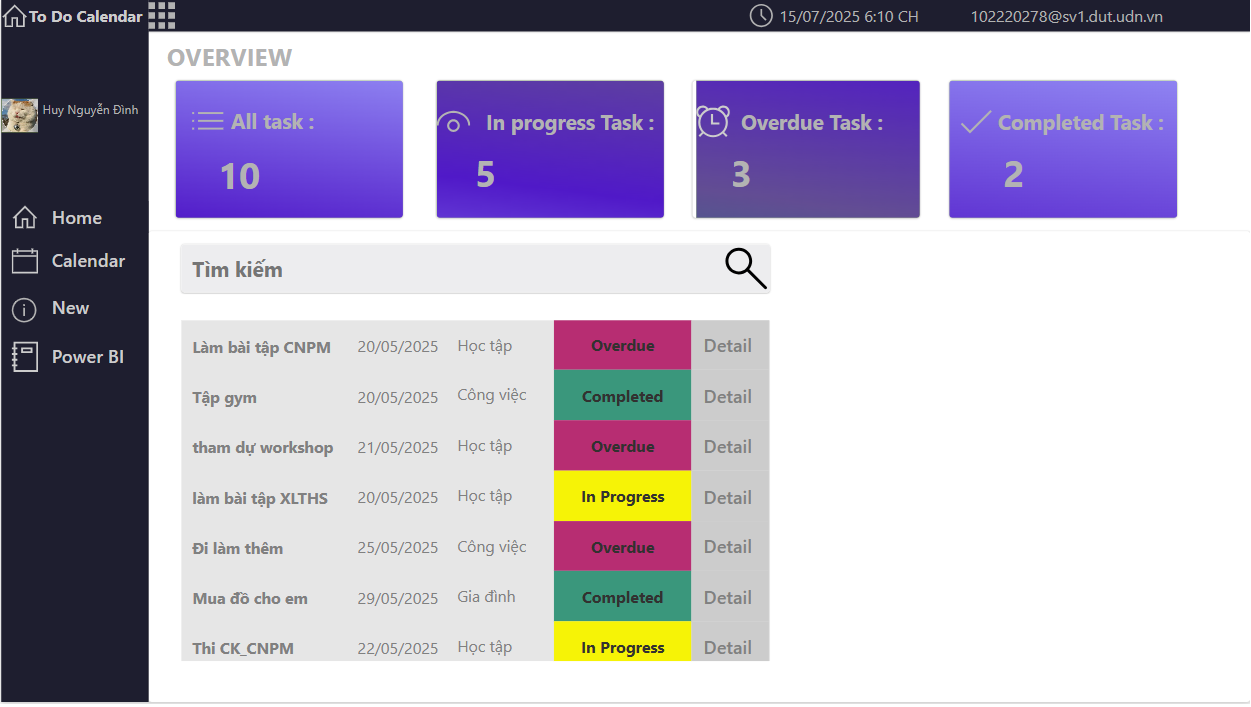 To Do Calendar
15/07/2025 6:10 CH
102220278@sv1.dut.udn.vn
Huy Nguyễn Đình
Home
Calendar
New
Power BI
OVERVIEW
All task :
10
In progress Task :
5
Overdue Task :
3
Completed Task :
2
Tìm kiếm
Làm bài tập CNPM 20/05/2025 Học tập Overdue Detail
Tập gym 20/05/2025 Công việc Completed Detail
tham dự workshop 21/05/2025 Học tập Overdue Detail
làm bài tập XLTHS 20/05/2025 Học tập In Progress Detail
Đi làm thêm 25/05/2025 Công việc Overdue Detail
Mua đồ cho em 29/05/2025 Gia đình Completed Detail
Thi CK_CNPM 22/05/2025 Học tập In Progress Detail